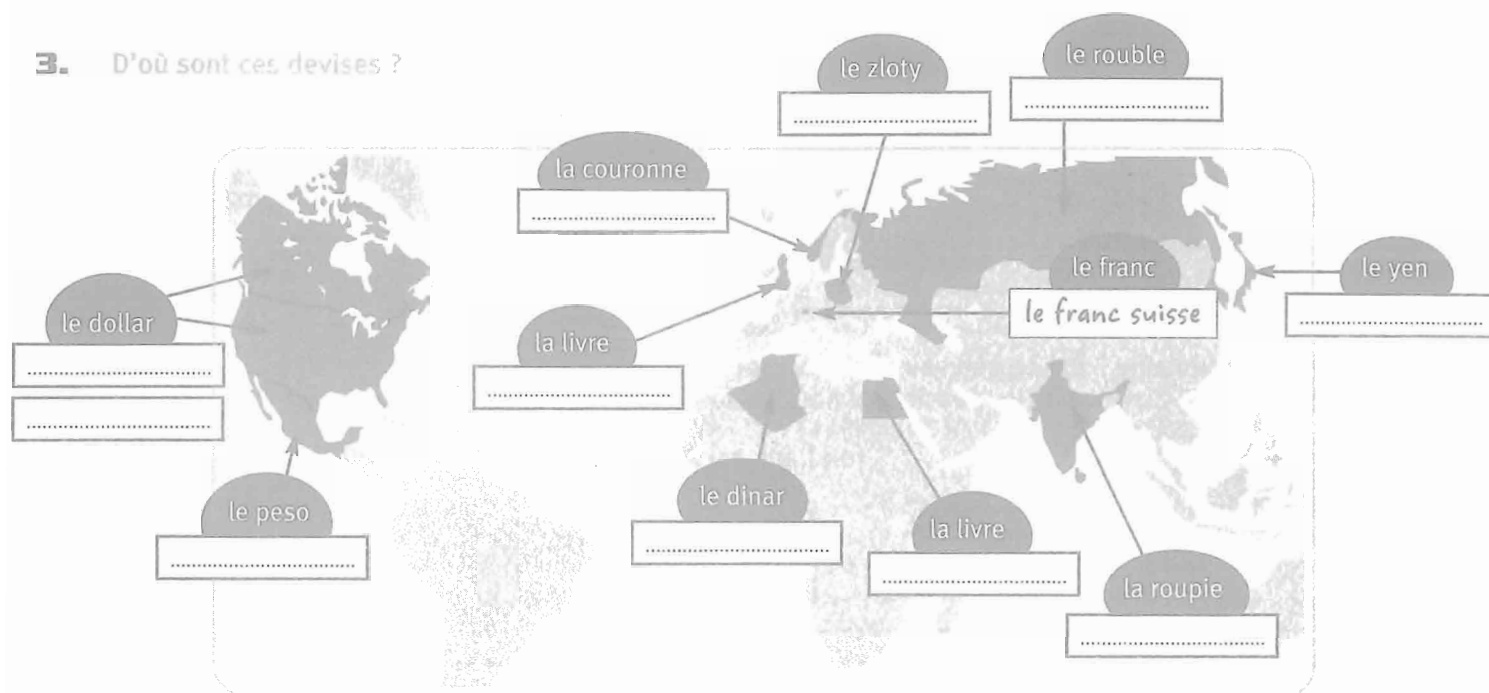 3. D'où sont ces devises ?
le zloty
le rouble
la couronne
le franc
le franc suisse
le yen
le dollar
la livre
le peso
le dinar
la livre
la roupie